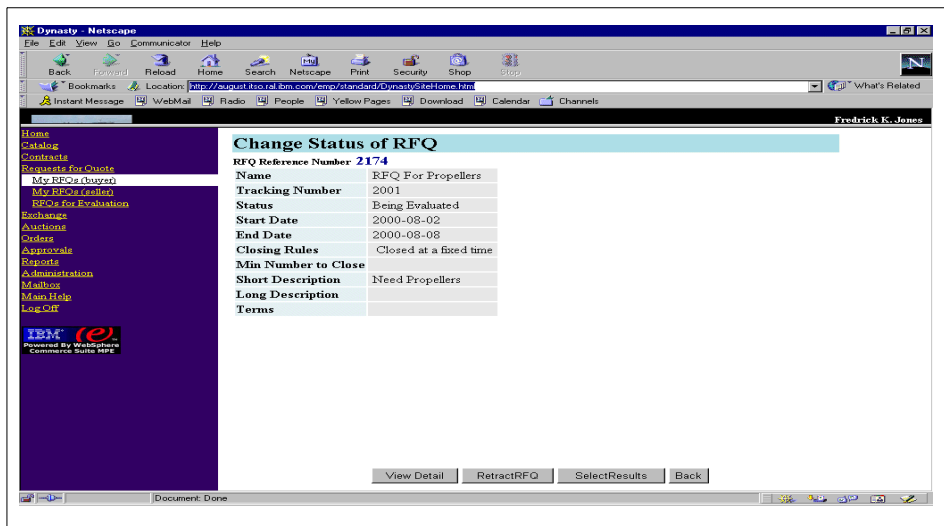 Dynasty - Netscape
File Edit View Go Communicator Help
Back Forward Reload Home Search Netscape Print Security Shop Stop
My
N
Bookmarks Location: http://august.itso.ral.ibm.com/emp/standard/DynastySiteHome.htm What's Related
Instant Message WebMail Radio People Yellow Pages Download Calendar Channels
Fredrick K. Jones
Home
Catalog
Contracts
Requests for Quote
My RFQs (buyer)
My RFQs (seller)
RFQs for Evaluation
Exchange
Auctions
Orders
Approvals
Reports
Administration
Mailbox
Main Help
Log Off
IBM e
Powered By WebSphere
Commerce Suite MPE
Change Status of RFQ
RFQ Reference Number 2174
Name RFQ For Propellers
Tracking Number 2001
Status Being Evaluated
Start Date 2000-08-02
End Date 2000-08-08
Closing Rules Closed at a fixed time
Min Number to Close
Short Description Need Propellers
Long Description
Terms
View Detail RetractRFQ SelectResults Back
Document: Done